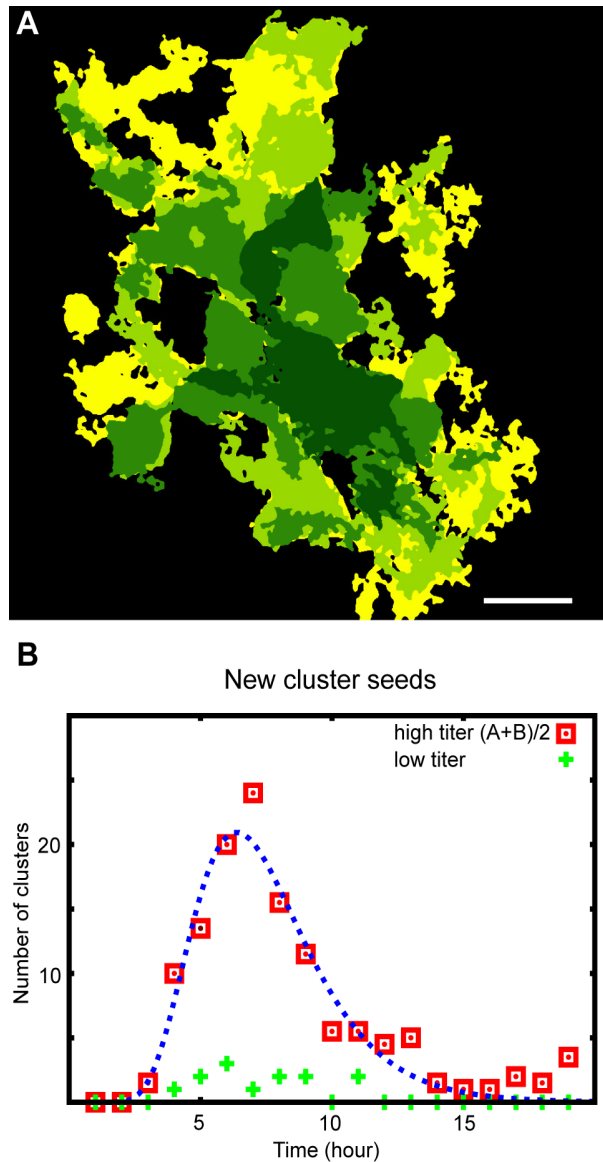 A
B
New cluster seeds
high titer (A+B)/2
low titer
Number of clusters
20
10
5
10
15
Time (hour)